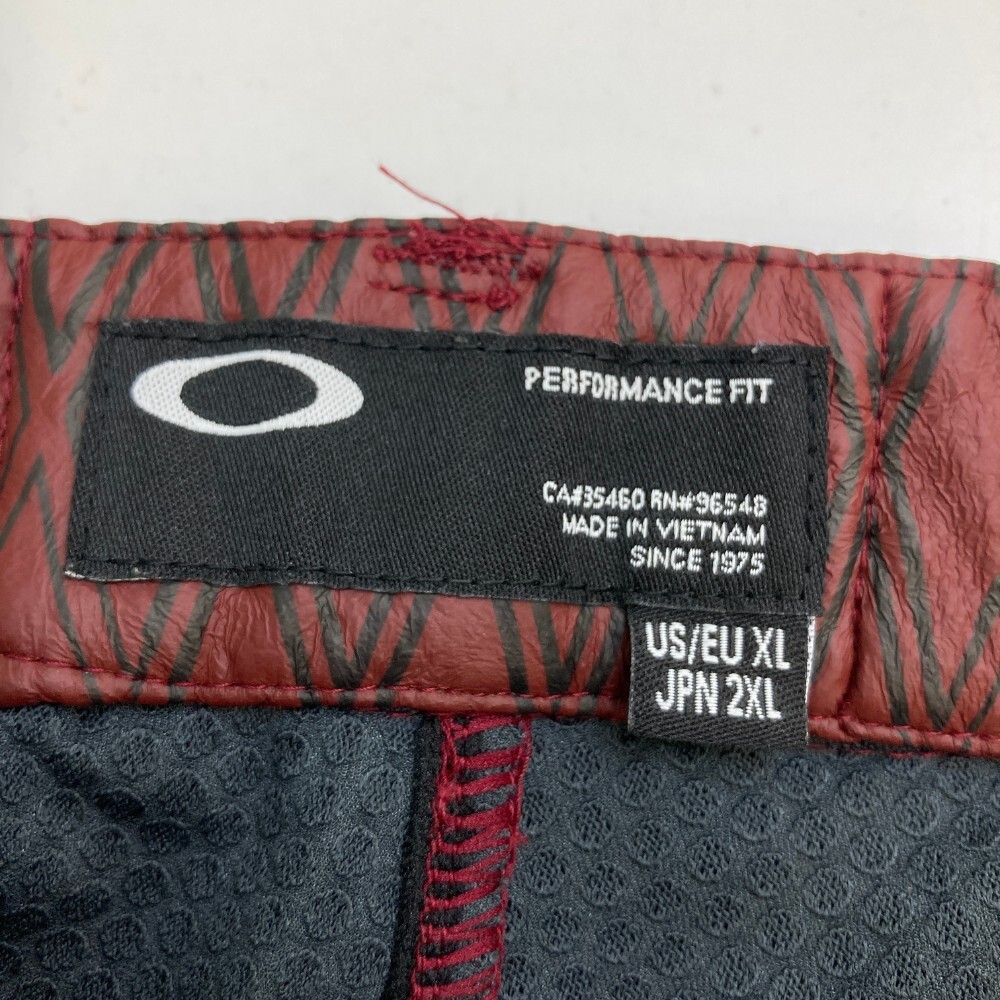 PERFORMANCE FIT
CA#35460 RN#96548
MADE IN VIETNAM
SINCE 1975
US/EU XL
JPN 2XL